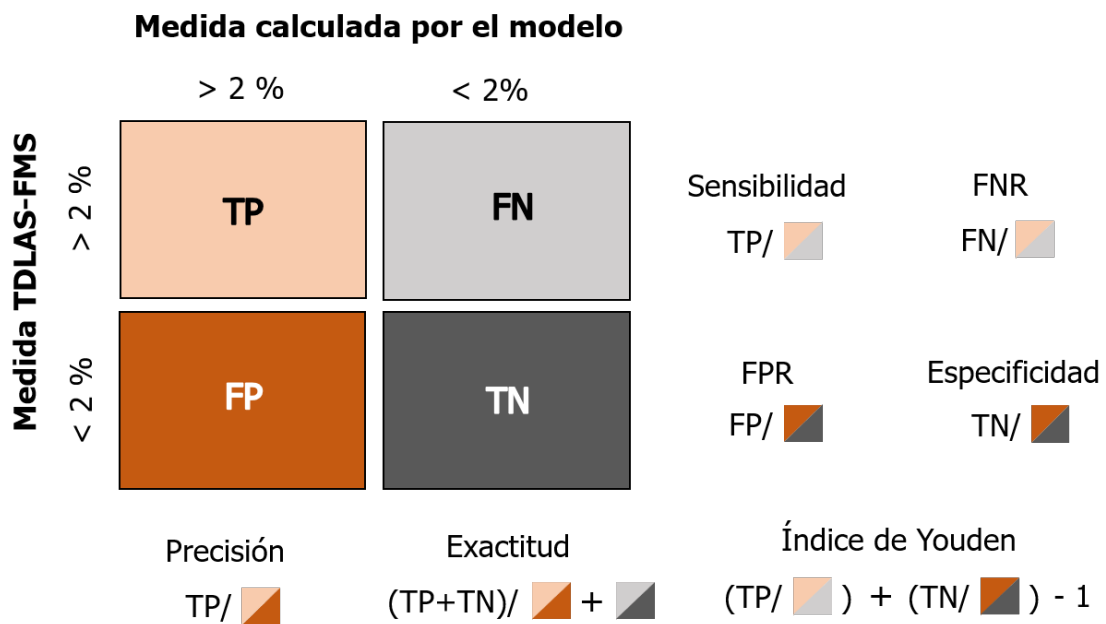 Medida calculada por el modelo
> 2 % < 2%
Medida TDLAS-FMS
> 2 %
< 2 %
TP FN
FP TN
Sensibilidad FNR
TP/ FN/
FPR Especificidad
FP/ TN/
Precisión Exactitud Índice de Youden
TP/ (TP+TN)/ + (TP/ ) + (TN/ ) - 1